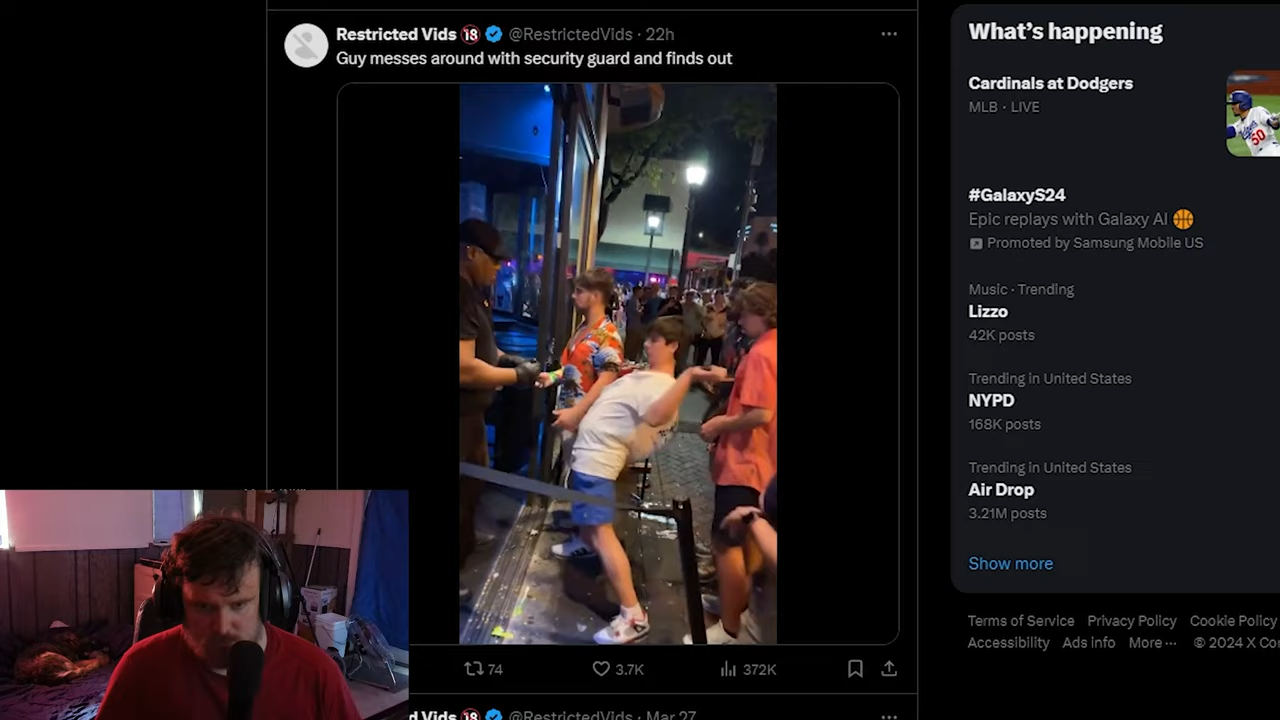 Restricted Vids 🔞 @RestrictedVids · 22h
Guy messes around with security guard and finds out
74
3.7K
372K
d Vids 🔞 @RestrictedVids · Mar 27
What's happening
Cardinals at Dodgers
MLB · LIVE
#GalaxyS24
Epic replays with Galaxy AI 🏀
Promoted by Samsung Mobile US
Music · Trending
Lizzo
42K posts
Trending in United States
NYPD
168K posts
Trending in United States
Air Drop
3.21M posts
Show more
Terms of Service Privacy Policy Cookie Policy
Accessibility Ads info More ··· © 2024 X Co